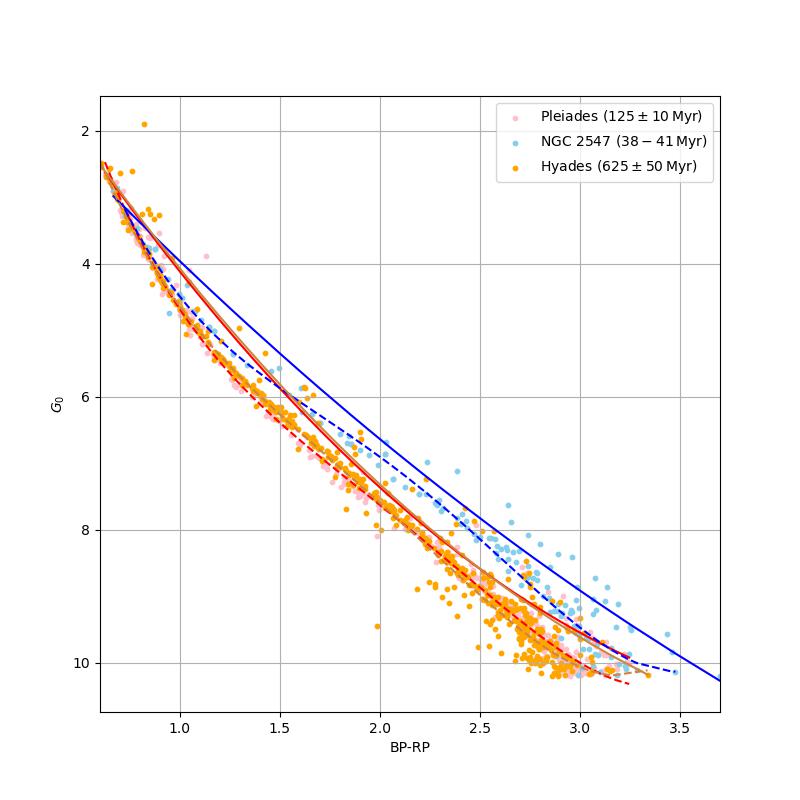 Pleiades (125 ± 10 Myr)
NGC 2547 (38 − 41 Myr)
Hyades (625 ± 50 Myr)
2
4
6
8
10
G₀
1.0 1.5 2.0 2.5 3.0 3.5
BP-RP